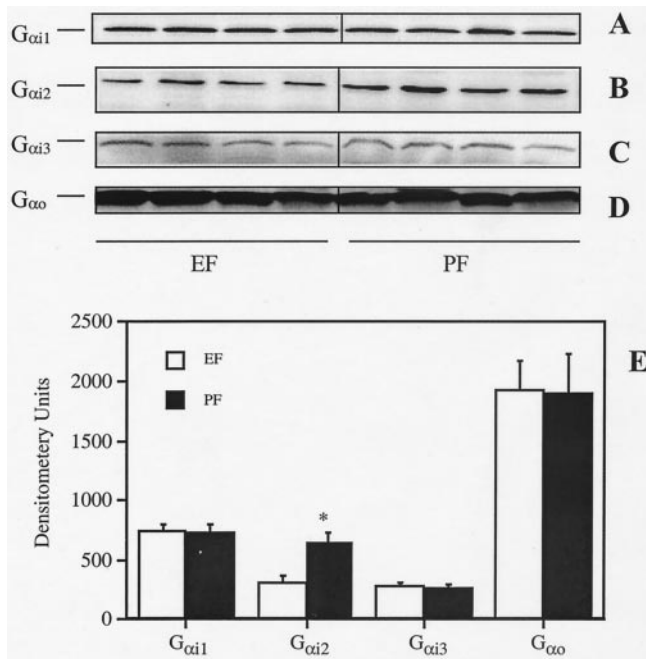 Gαi1 A
Gαi2 B
Gαi3 C
Gαo D
EF PF
2500
E
EF
2000
PF
1500
1000
*
500
0
Densitometery Units
Gαi1 Gαi2 Gαi3 Gαo